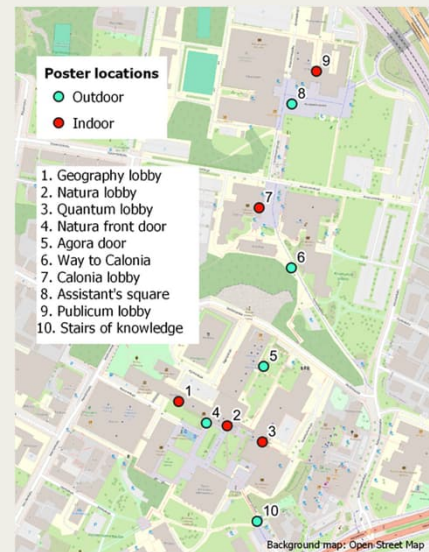 Poster locations
Outdoor
Indoor
1. Geography lobby
2. Natura lobby
3. Quantum lobby
4. Natura front door
5. Agora door
6. Way to Calonia
7. Calonia lobby
8. Assistant's square
9. Publicum lobby
10. Stairs of knowledge
9
8
7
6
5
1
4
2
3
10
Background map: Open Street Map